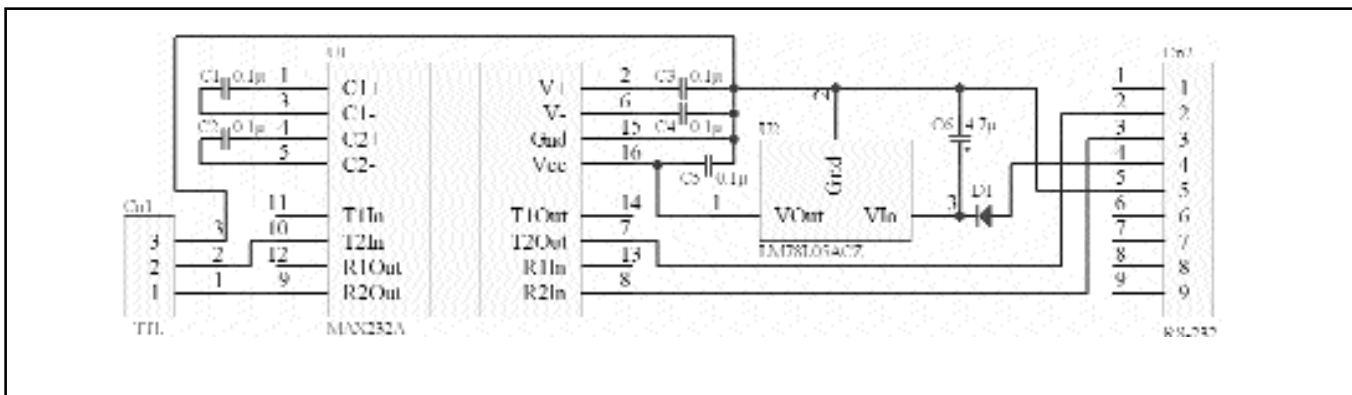 U1
Cn2
C1 0.1µ 1 C1+
3 C1-
C2 0.1µ 4 C2+
5 C2-
11 T1In
10 T2In
12 R1Out
9 R2Out
MAX232A
V+ 2 C3 0.1µ
V- 6 C4 0.1µ
Gnd 15
Vcc 16 C5 0.1µ
T1Out 14
T2Out 7
R1In 13
R2In 8
Cn1
3 3
2 2
1 1
TTL
U2
2 Gnd
1 VOut VIn 3
LM78L05ACZ
C6 4.7µ
+
D1
1 1
2 2
3 3
4 4
5 5
6 6
7 7
8 8
9 9
RS-232